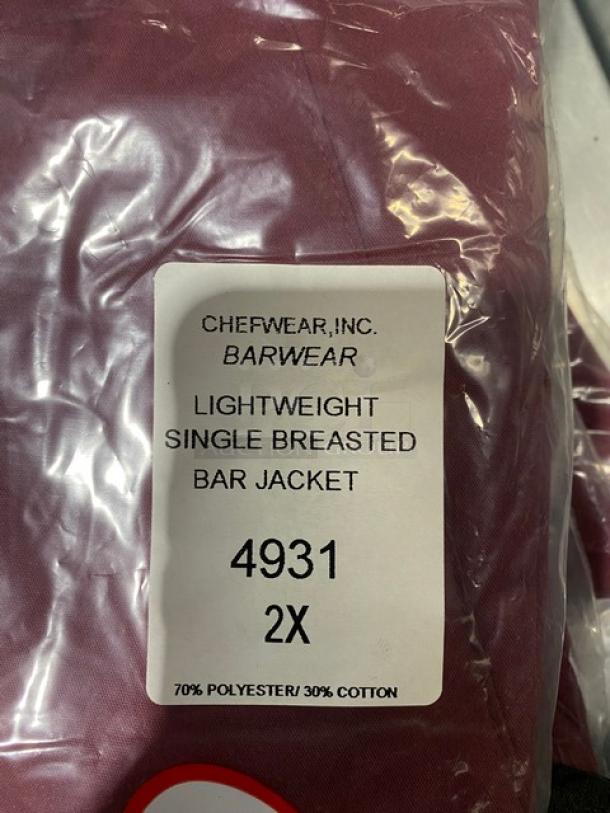 CHEFWEAR,INC.
BARWEAR
LIGHTWEIGHT
SINGLE BREASTED
BAR JACKET
4931
2X
70% POLYESTER/ 30% COTTON